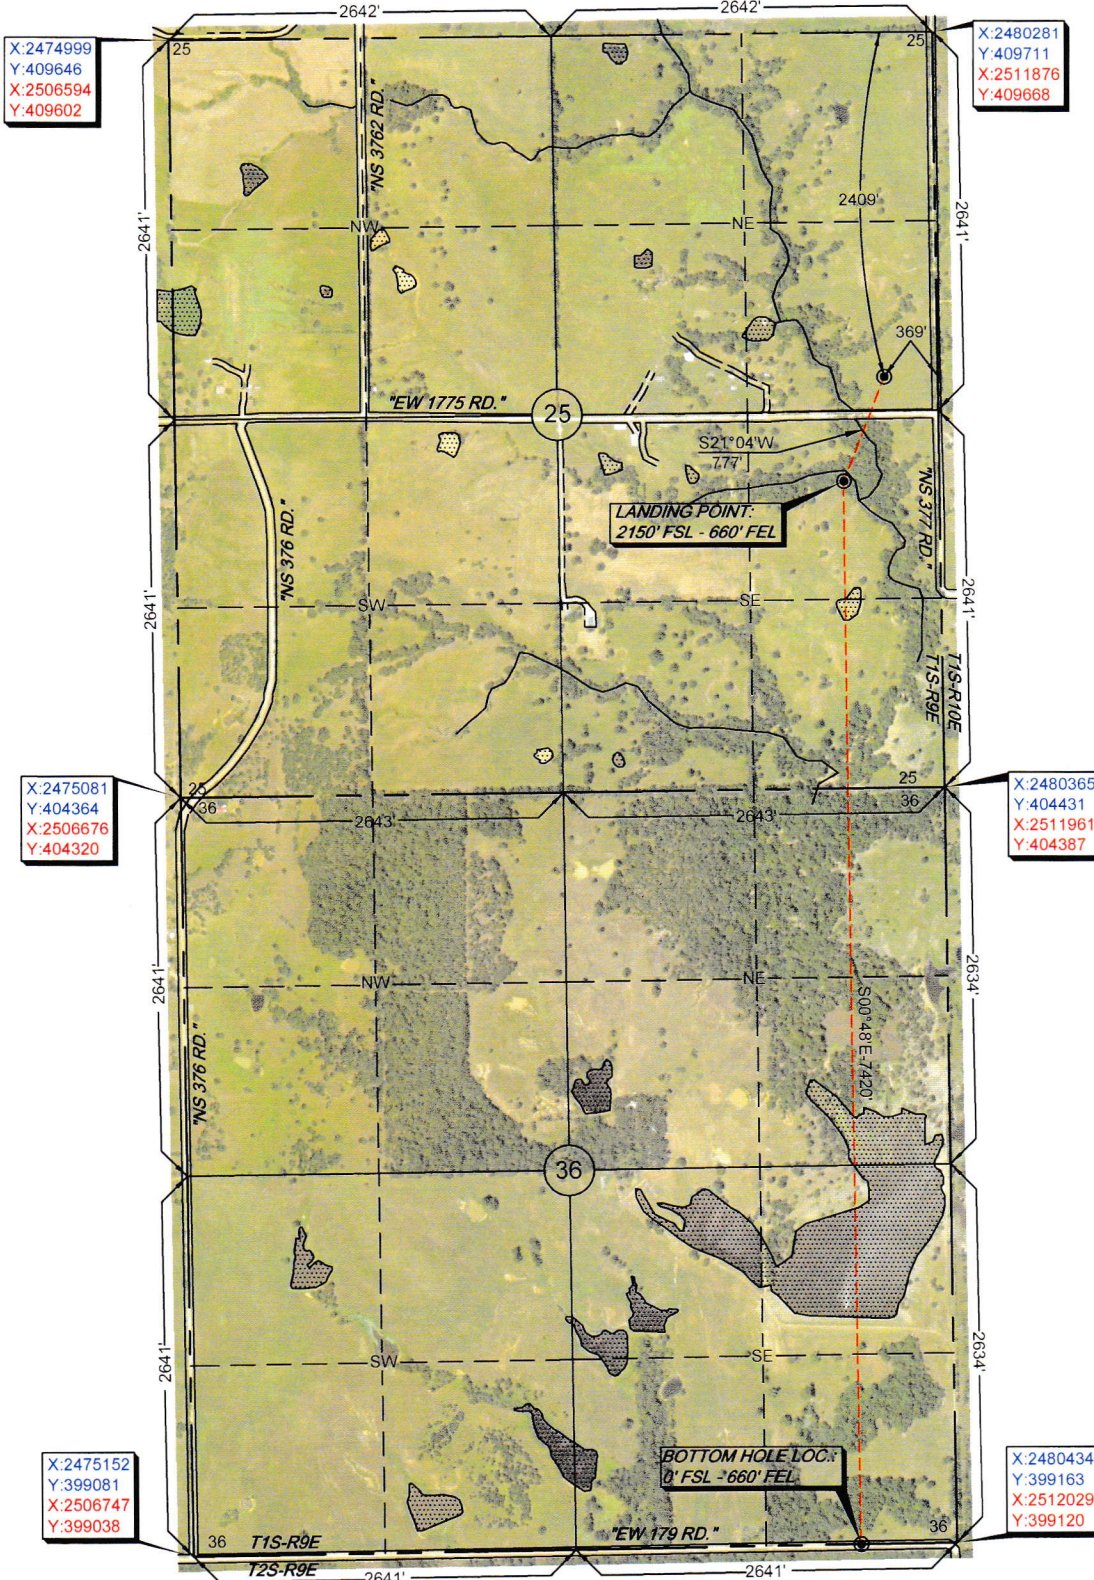 2642'
2642'
25
25
X:2474999
Y:409646
X:2506594
Y:409602
X:2480281
Y:409711
X:2511876
Y:409668
"NS 3762 RD."
2641'
NW
NE
2409'
2641'
369'
"EW 1775 RD."
25
S21°04'W
777'
LANDING POINT:
2150' FSL - 660' FEL
"NS 377 RD."
"NS 376 RD."
2641'
SW
SE
2641'
T1S-R10E
T1S-R9E
X:2475081
Y:404364
X:2506676
Y:404320
25
36
2643'
2643'
25
36
X:2480365
Y:404431
X:2511961
Y:404387
2641'
NW
NE
2634'
S00°48'E-7420'
"NS 376 RD."
36
2641'
SW
SE
2634'
X:2475152
Y:399081
X:2506747
Y:399038
BOTTOM HOLE LOC.:
0' FSL - 660' FEL
X:2480434
Y:399163
X:2512029
Y:399120
36
T1S-R9E
"EW 179 RD."
36
T2S-R9E
2641'
2641'